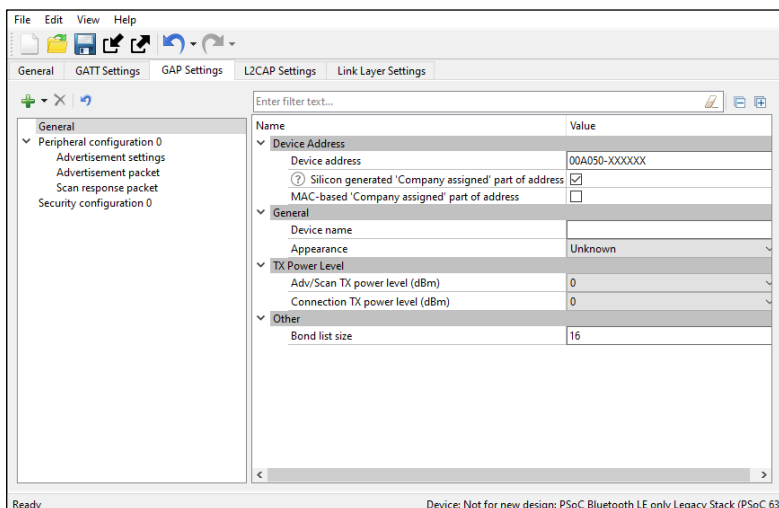 File Edit View Help
General GATT Settings GAP Settings L2CAP Settings Link Layer Settings
Enter filter text...
General
Peripheral configuration 0
Advertisement settings
Advertisement packet
Scan response packet
Security configuration 0
Name Value
Device Address
Device address 00A050-XXXXXX
? Silicon generated 'Company assigned' part of address
MAC-based 'Company assigned' part of address
General
Device name
Appearance Unknown
TX Power Level
Adv/Scan TX power level (dBm) 0
Connection TX power level (dBm) 0
Other
Bond list size 16
Ready Device: Not for new design: PSoC Bluetooth LE only Legacy Stack (PSoC 63